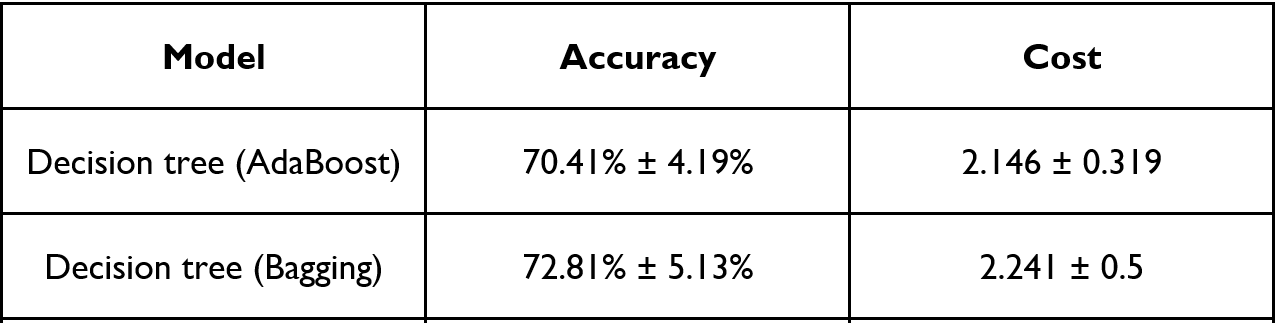 Model Accuracy Cost
Decision tree (AdaBoost) 70.41% ± 4.19% 2.146 ± 0.319
Decision tree (Bagging) 72.81% ± 5.13% 2.241 ± 0.5